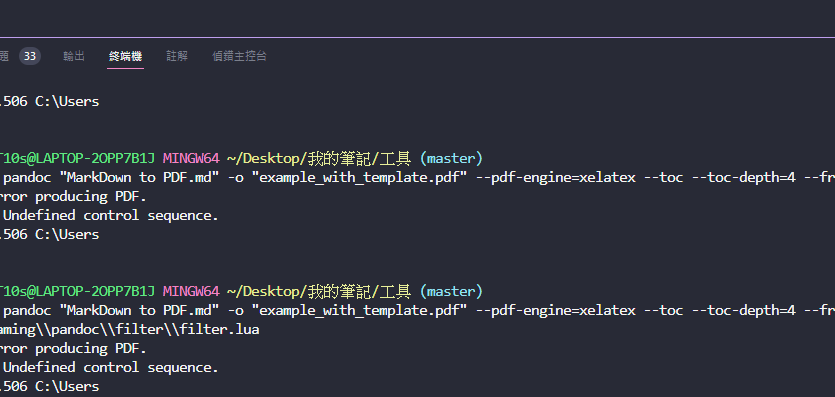 題 33 輸出 終端機 註解 偵錯主控台
.506 C:\Users
T10s@LAPTOP-2OPP7B1J MINGW64 ~/Desktop/我的筆記/工具 (master)
pandoc "MarkDown to PDF.md" -o "example_with_template.pdf" --pdf-engine=xelatex --toc --toc-depth=4 --fr
rror producing PDF.
Undefined control sequence.
.506 C:\Users
T10s@LAPTOP-2OPP7B1J MINGW64 ~/Desktop/我的筆記/工具 (master)
pandoc "MarkDown to PDF.md" -o "example_with_template.pdf" --pdf-engine=xelatex --toc --toc-depth=4 --fr
aming\\pandoc\\filter\\filter.lua
rror producing PDF.
Undefined control sequence.
.506 C:\Users